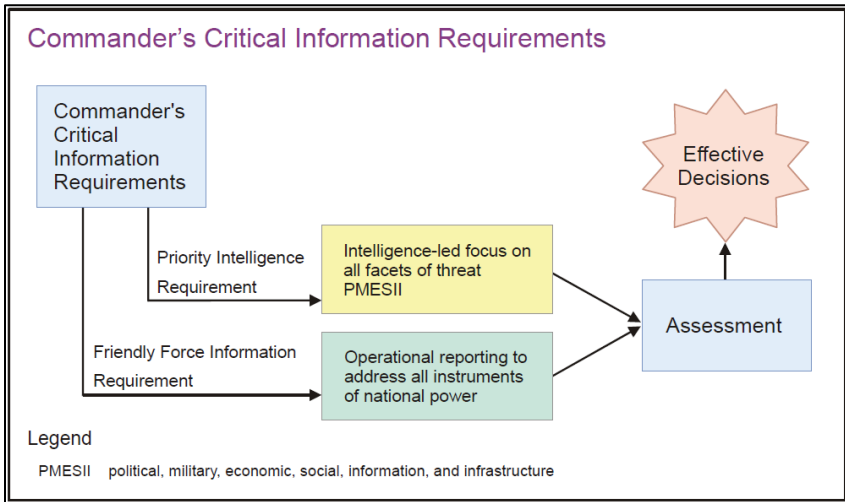 Commander’s Critical Information Requirements
Commander's
Critical
Information
Requirements
Effective
Decisions
Priority Intelligence
Requirement
Intelligence-led focus on
all facets of threat
PMESII
Assessment
Friendly Force Information
Requirement
Operational reporting to
address all instruments
of national power
Legend
PMESII political, military, economic, social, information, and infrastructure